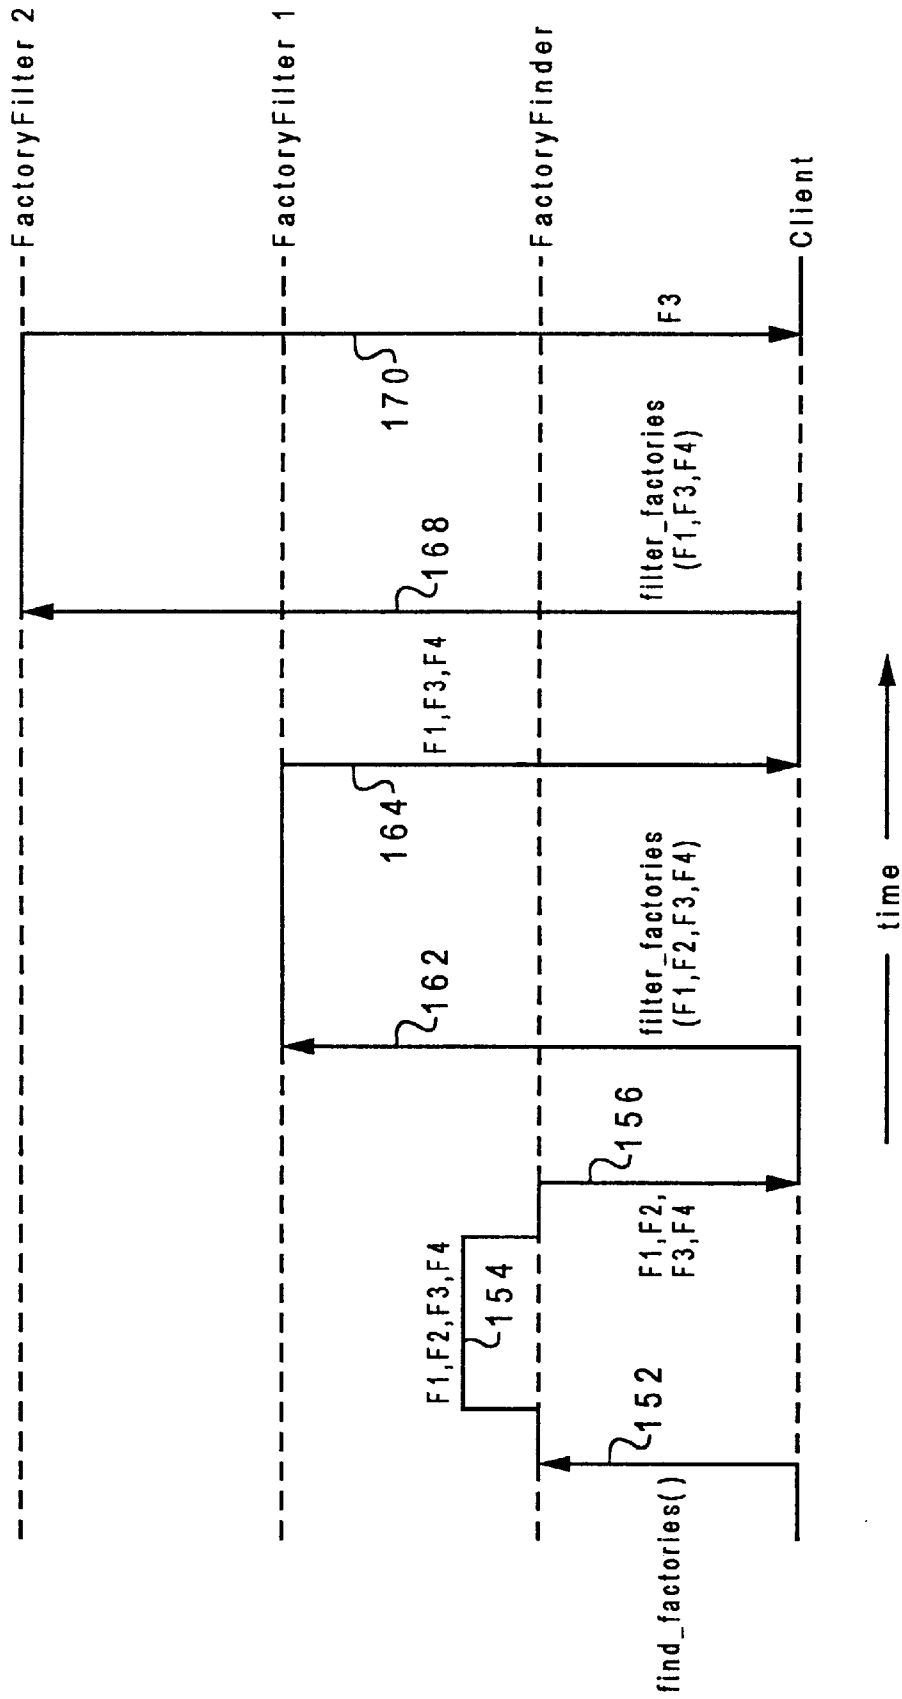 FactoryFilter 2
FactoryFilter 1
FactoryFinder
Client
find_factories()
152
F1,F2,F3,F4
154
F1,F2,
F3,F4
156
filter_factories
(F1,F2,F3,F4)
162
164
F1,F3,F4
filter_factories
(F1,F3,F4)
168
170
F3
time